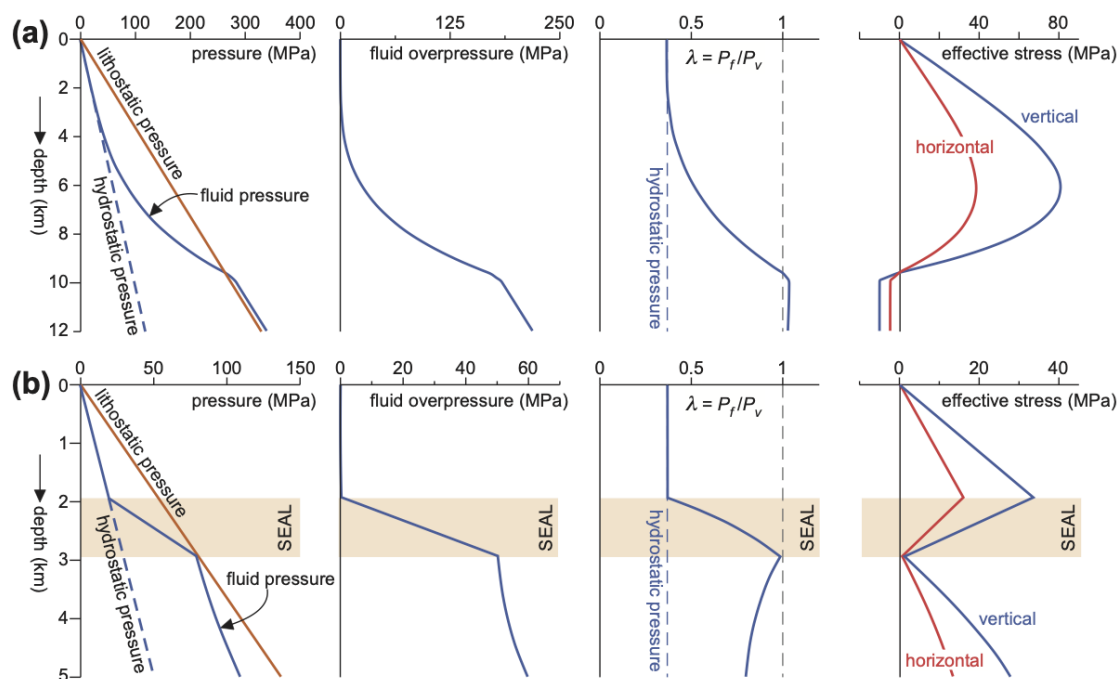 (a)
0 100 200 300 400
pressure (MPa)
0 125 250
fluid overpressure (MPa)
0 0.5 1
λ = Pf/Pv
0 40 80
effective stress (MPa)
0
2
4
6
8
10
12
depth (km)
lithostatic pressure
hydrostatic pressure
fluid pressure
hydrostatic pressure
vertical
horizontal
(b)
0 50 100 150
pressure (MPa)
0 20 40 60
fluid overpressure (MPa)
0 0.5 1
λ = Pf/Pv
0 20 40
effective stress (MPa)
0
1
2
3
4
5
depth (km)
lithostatic pressure
hydrostatic pressure
SEAL
fluid pressure
SEAL
hydrostatic pressure
SEAL
SEAL
vertical
horizontal